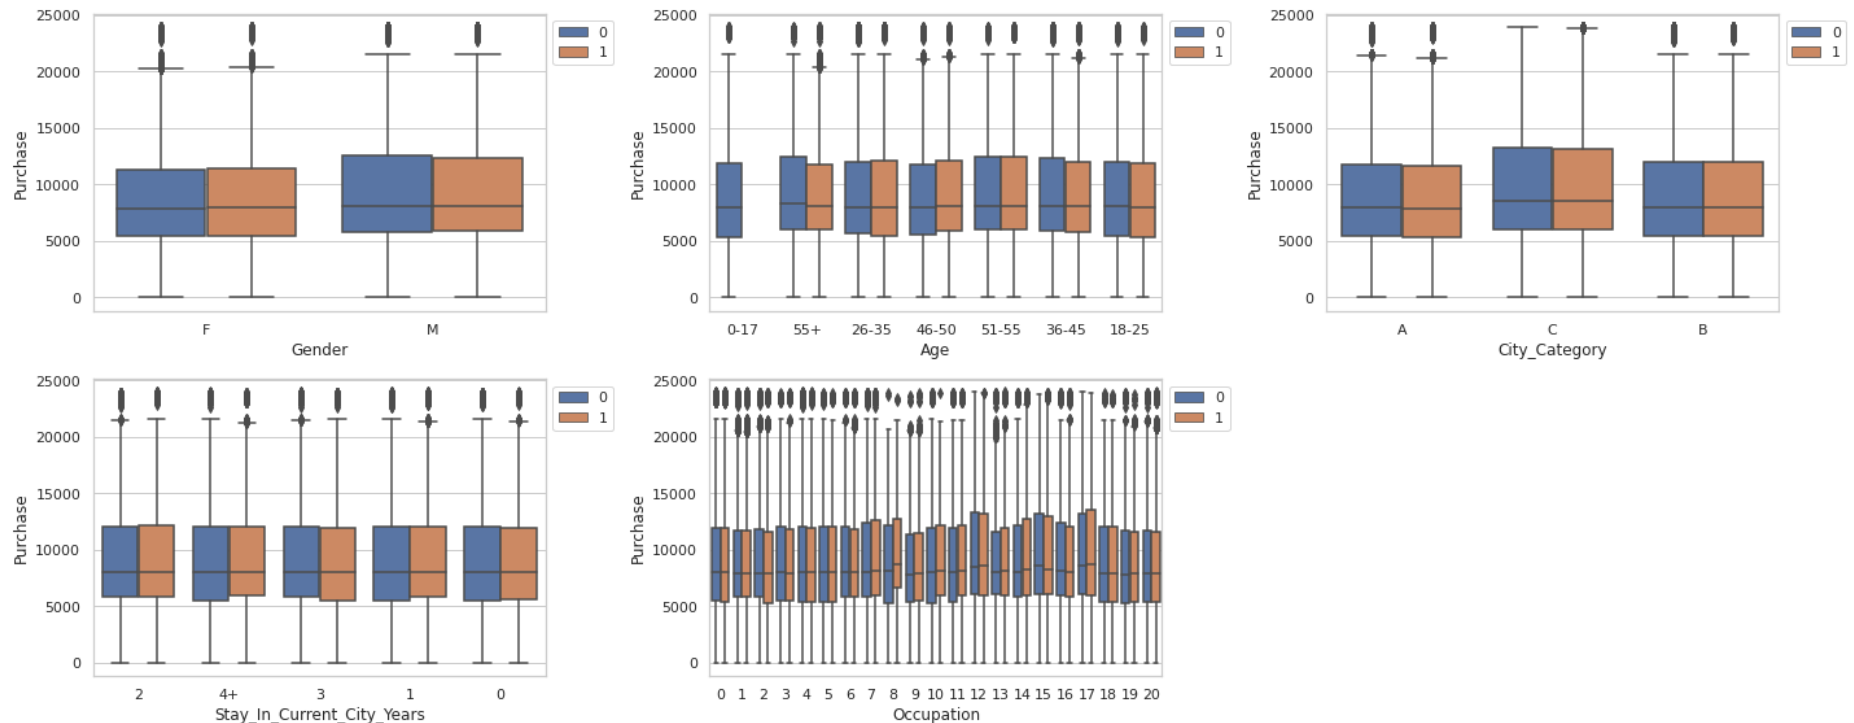 25000
20000
15000
10000
5000
0
Purchase
F M
Gender
0
1
25000
20000
15000
10000
5000
0
Purchase
0-17 55+ 26-35 46-50 51-55 36-45 18-25
Age
0
1
25000
20000
15000
10000
5000
0
Purchase
A C B
City_Category
0
1
25000
20000
15000
10000
5000
0
Purchase
2 4+ 3 1 0
Stay_In_Current_City_Years
0
1
25000
20000
15000
10000
5000
0
Purchase
0 1 2 3 4 5 6 7 8 9 10 11 12 13 14 15 16 17 18 19 20
Occupation
0
1